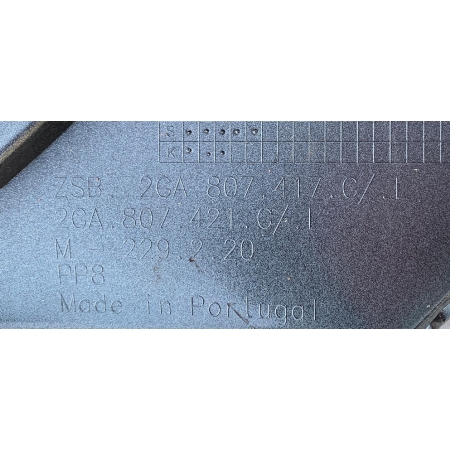 S
K
ZSB. 2GA.807.417.C/.L
2GA.807.421.C/.L
M - 229.2.20
PP8
Made in Portugal